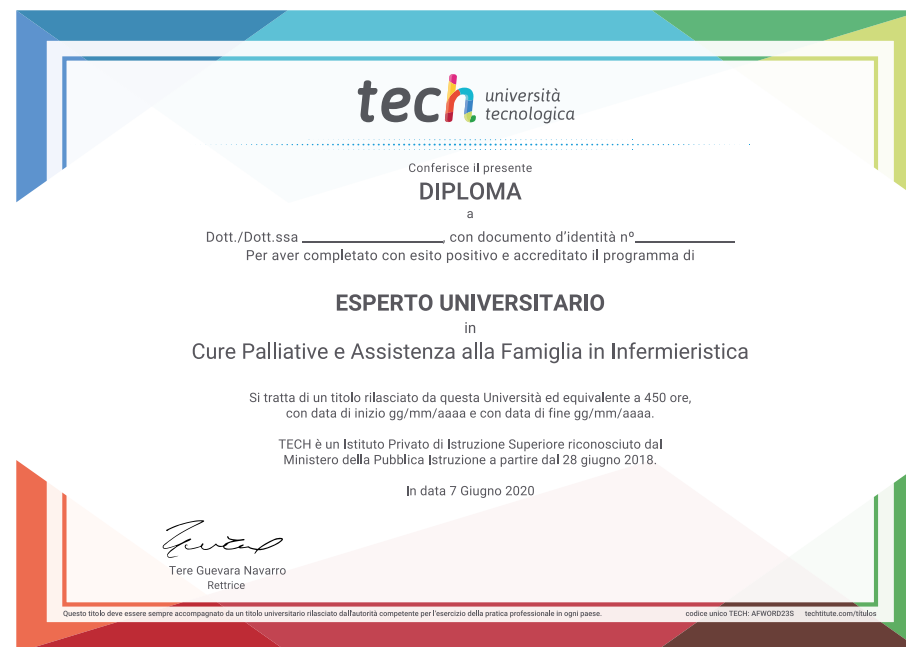 tech università
tecnologica
Conferisce il presente
DIPLOMA
a
Dott./Dott.ssa ____________________, con documento d'identità nº______________
Per aver completato con esito positivo e accreditato il programma di
ESPERTO UNIVERSITARIO
in
Cure Palliative e Assistenza alla Famiglia in Infermieristica
Si tratta di un titolo rilasciato da questa Università ed equivalente a 450 ore,
con data di inizio gg/mm/aaaa e con data di fine gg/mm/aaaa.
TECH è un Istituto Privato di Istruzione Superiore riconosciuto dal
Ministero della Pubblica Istruzione a partire dal 28 giugno 2018.
In data 7 Giugno 2020
Tere Guevara Navarro
Rettrice
Questo titolo deve essere sempre accompagnato da un titolo universitario rilasciato dall'autorità competente per l'esercizio della pratica professionale in ogni paese. codice unico TECH: AFWORD23S techtitute.com/titulos